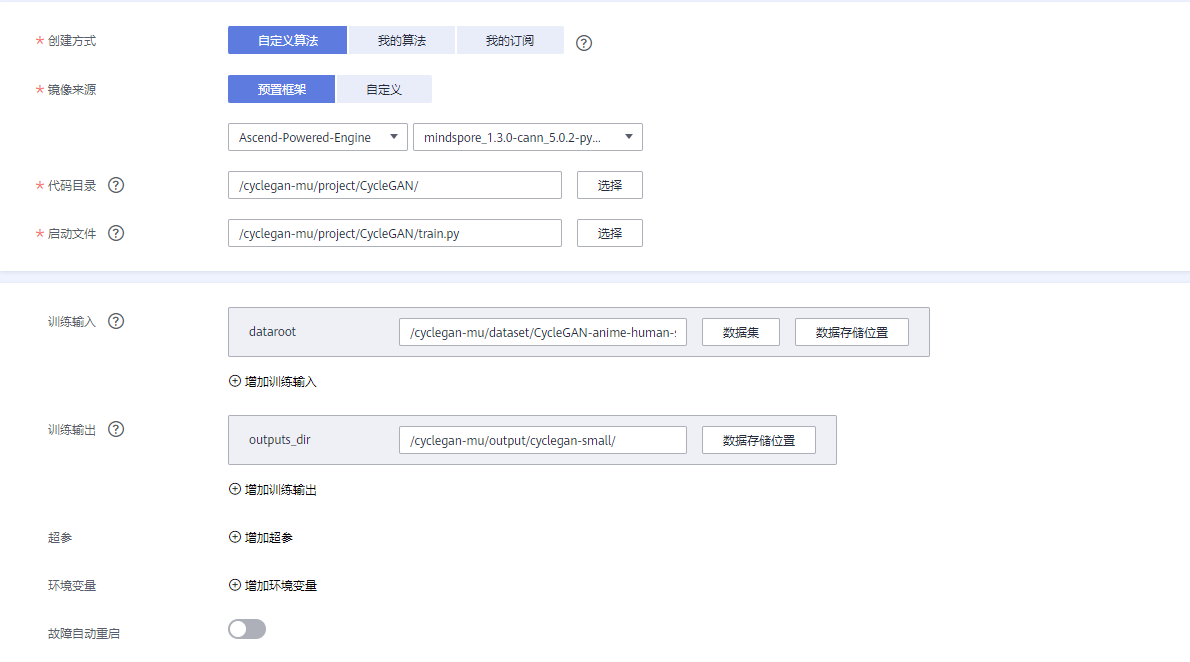 * 创建方式 自定义算法 我的算法 我的订阅 ?
* 镜像来源 预置框架 自定义
Ascend-Powered-Engine mindspore_1.3.0-cann_5.0.2-py...
* 代码目录 ? /cyclegan-mu/project/CycleGAN/ 选择
* 启动文件 ? /cyclegan-mu/project/CycleGAN/train.py 选择
训练输入 ? dataroot /cyclegan-mu/dataset/CycleGAN-anime-human- 数据集 数据存储位置
增加训练输入
训练输出 ? outputs_dir /cyclegan-mu/output/cyclegan-small/ 数据存储位置
增加训练输出
超参 增加超参
环境变量 增加环境变量
故障自动重启